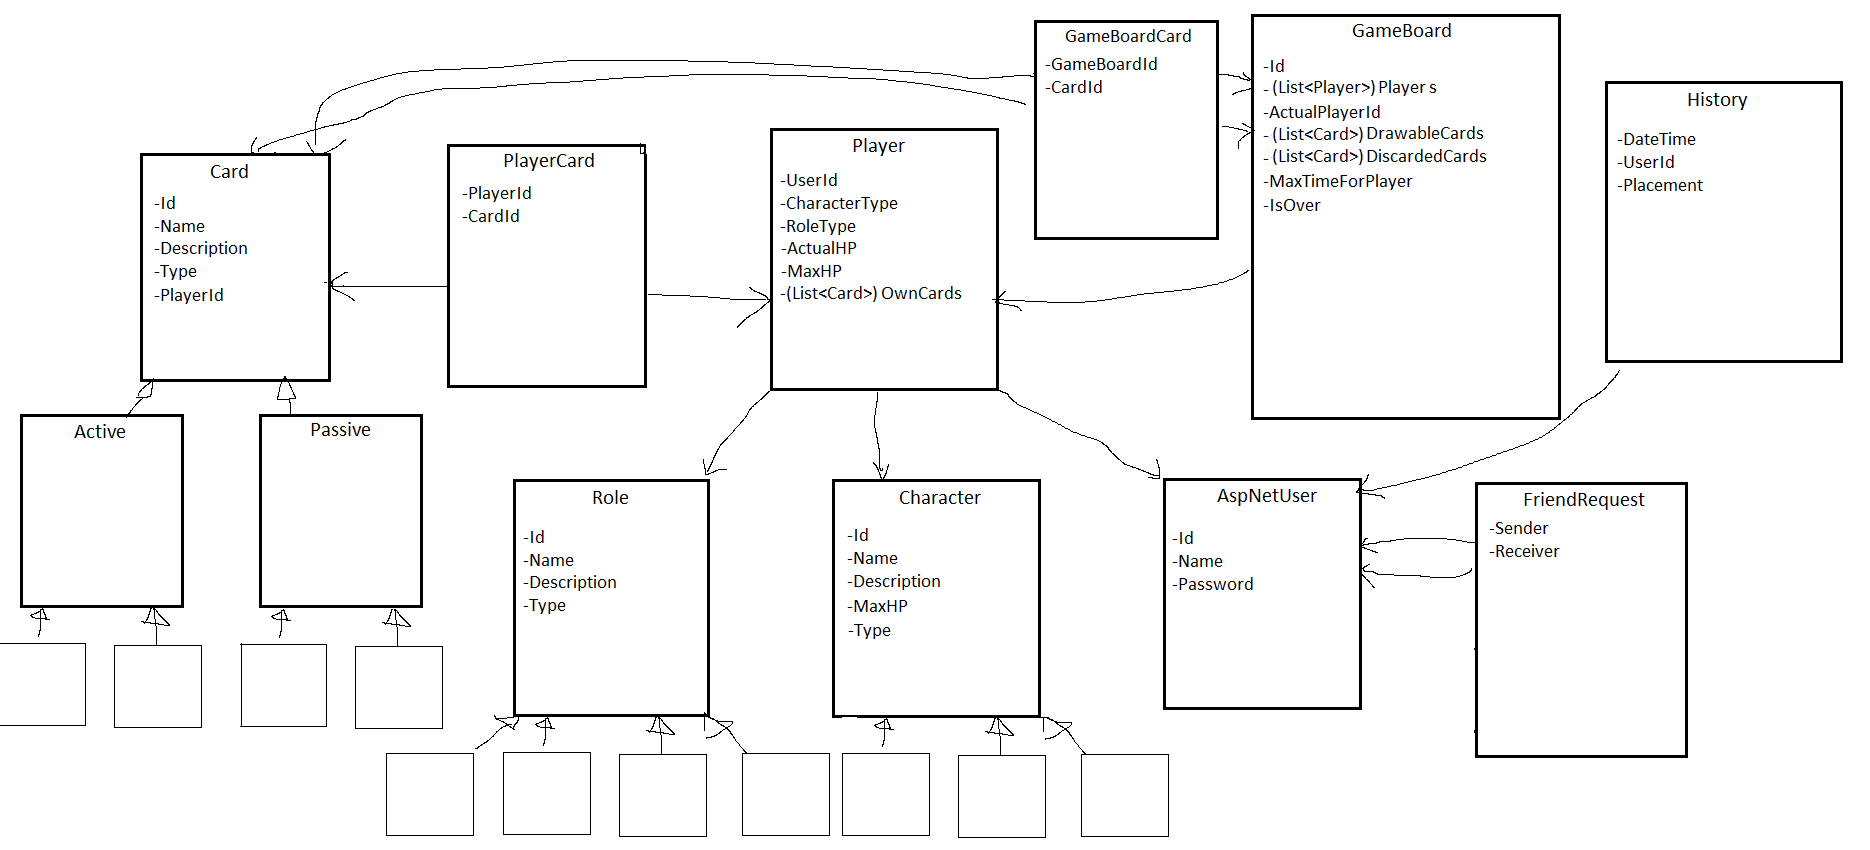 GameBoardCard
-GameBoardId
-CardId
GameBoard
-Id
- (List<Player>) Player s
-ActualPlayerId
- (List<Card>) DrawableCards
- (List<Card>) DiscardedCards
-MaxTimeForPlayer
-IsOver
History
-DateTime
-UserId
-Placement
Card
-Id
-Name
-Description
-Type
-PlayerId
PlayerCard
-PlayerId
-CardId
Player
-UserId
-CharacterType
-RoleType
-ActualHP
-MaxHP
-(List<Card>) OwnCards
Active
Passive
Role
-Id
-Name
-Description
-Type
Character
-Id
-Name
-Description
-MaxHP
-Type
AspNetUser
-Id
-Name
-Password
FriendRequest
-Sender
-Receiver